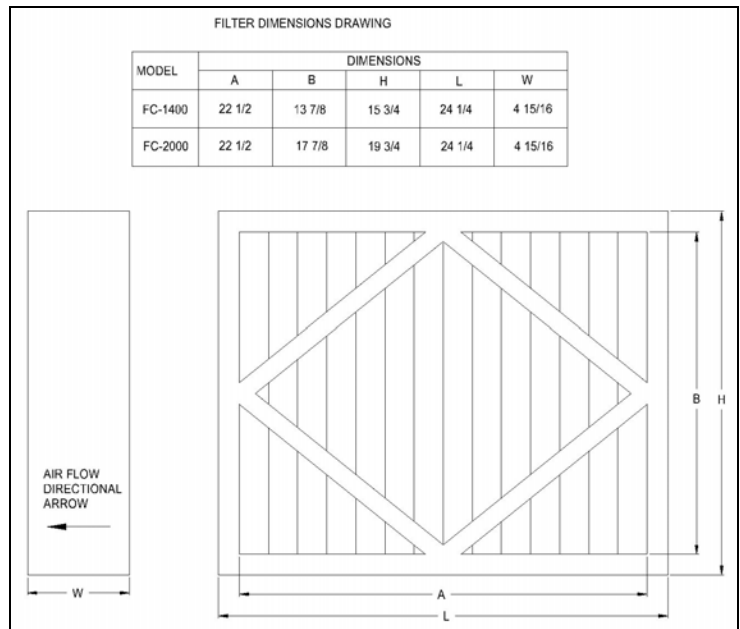 FILTER DIMENSIONS DRAWING
MODEL DIMENSIONS
A B H L W
FC-1400 22 1/2 13 7/8 15 3/4 24 1/4 4 15/16
FC-2000 22 1/2 17 7/8 19 3/4 24 1/4 4 15/16
B H
AIR FLOW
DIRECTIONAL
ARROW
W A
L